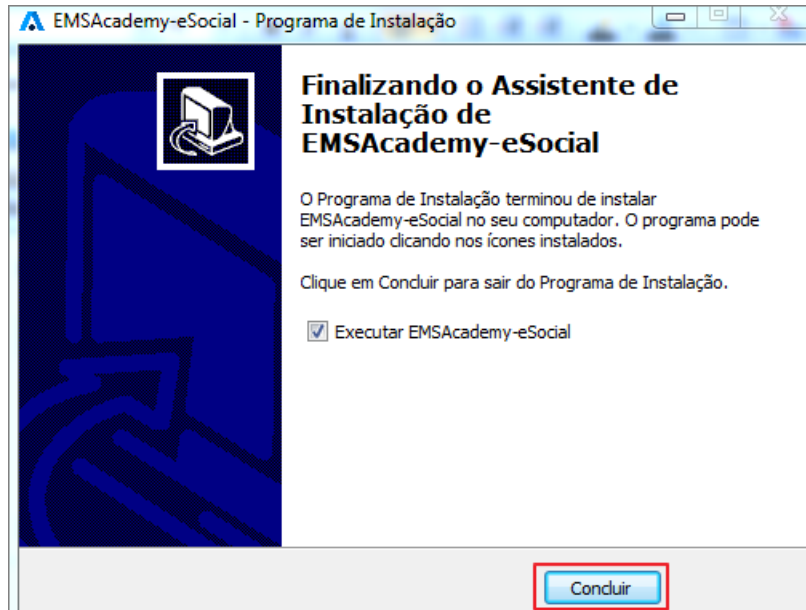 EMSAcademy-eSocial - Programa de Instalação
Finalizando o Assistente de
Instalação de
EMSAcademy-eSocial
O Programa de Instalação terminou de instalar
EMSAcademy-eSocial no seu computador. O programa pode
ser iniciado clicando nos ícones instalados.
Clique em Concluir para sair do Programa de Instalação.
Executar EMSAcademy-eSocial
Concluir